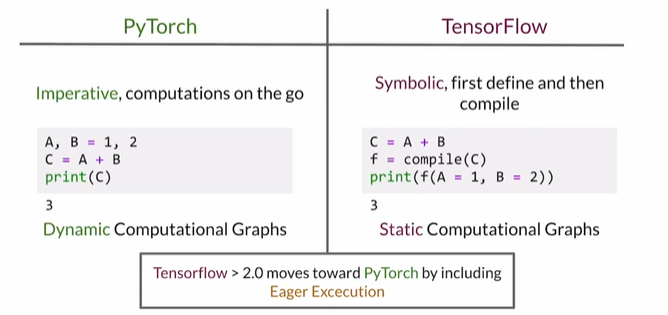 PyTorch
TensorFlow
Imperative, computations on the go
Symbolic, first define and then
compile
A, B = 1, 2
C = A + B
print(C)
3
C = A + B
f = compile(C)
print(f(A = 1, B = 2))
3
Dynamic Computational Graphs
Static Computational Graphs
Tensorflow > 2.0 moves toward PyTorch by including
Eager Excecution